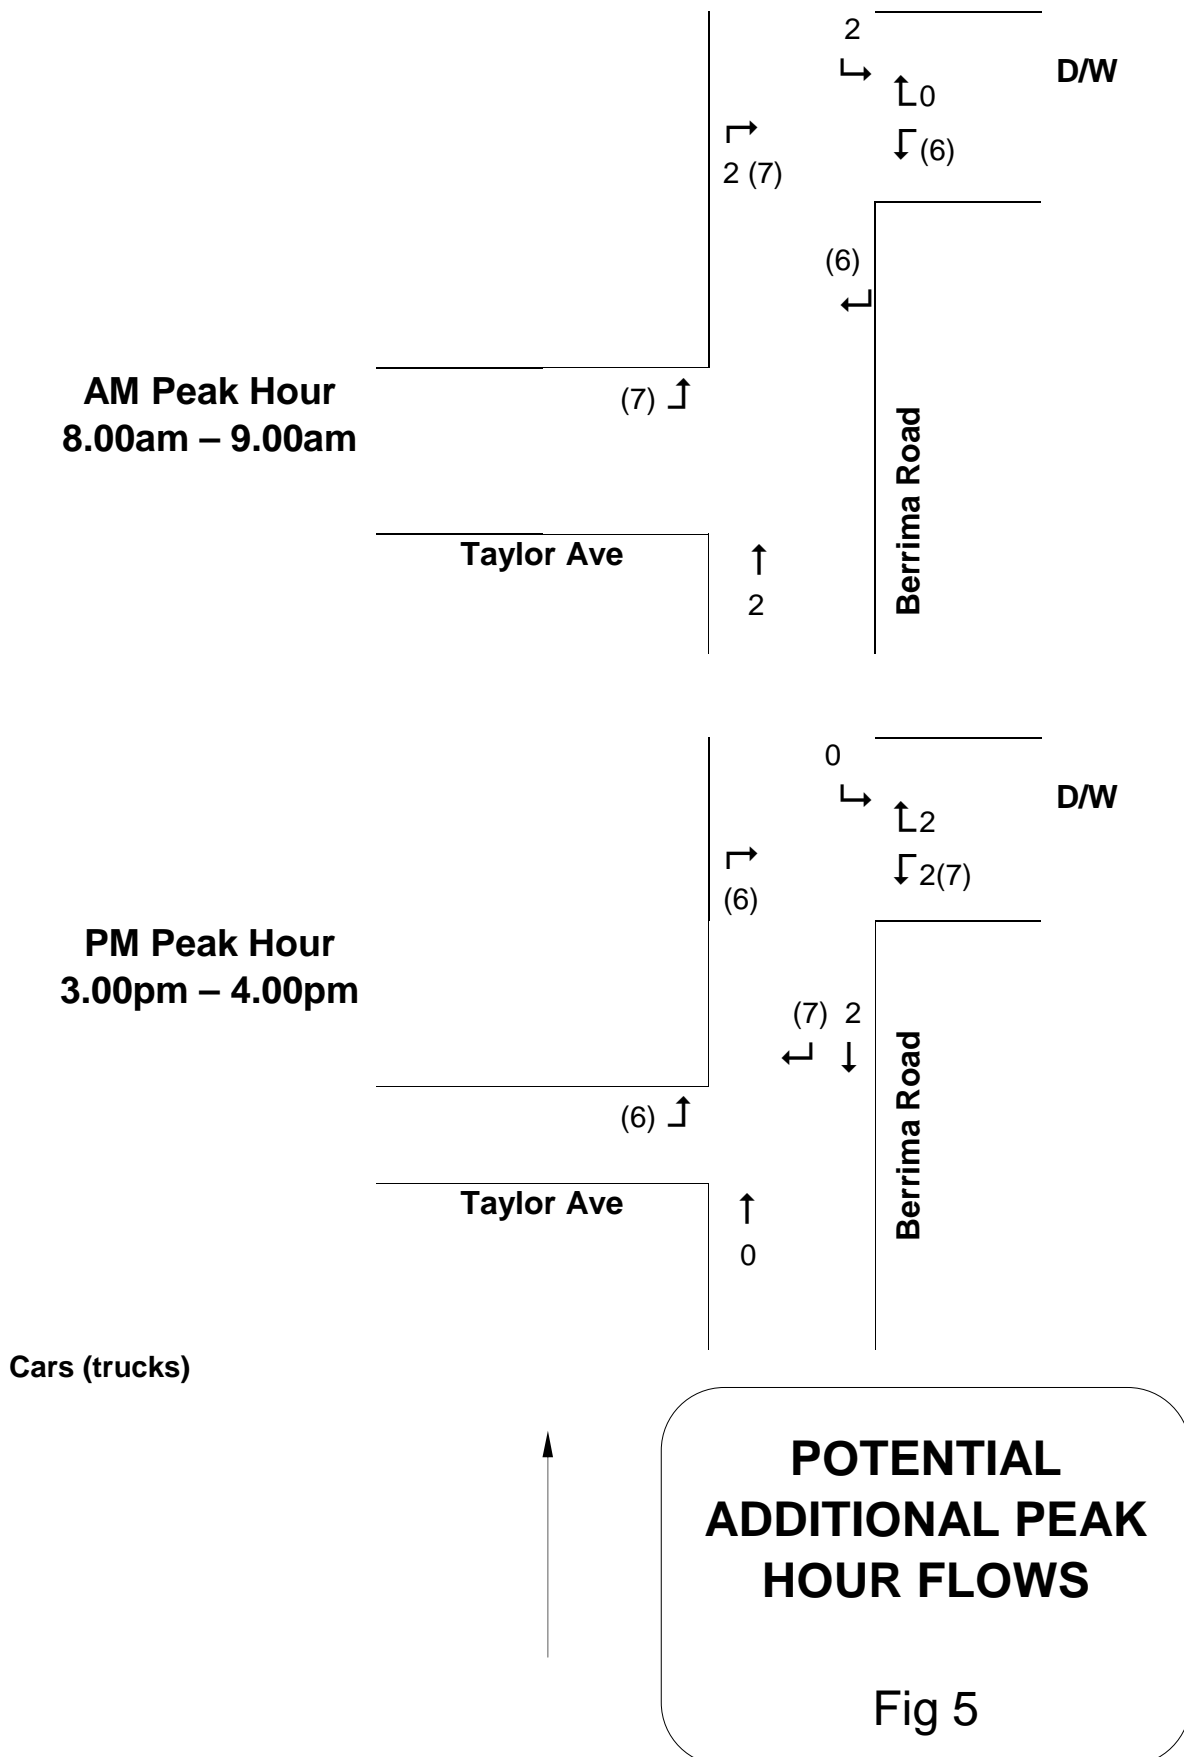 2
D/W
0
2 (7)
(6)
(6)
AM Peak Hour
8.00am – 9.00am
(7)
Berrima Road
Taylor Ave
2
0
D/W
2
(6)
2(7)
PM Peak Hour
3.00pm – 4.00pm
(7) 2
Berrima Road
(6)
Taylor Ave
0
Cars (trucks)
POTENTIAL
ADDITIONAL PEAK
HOUR FLOWS
Fig 5